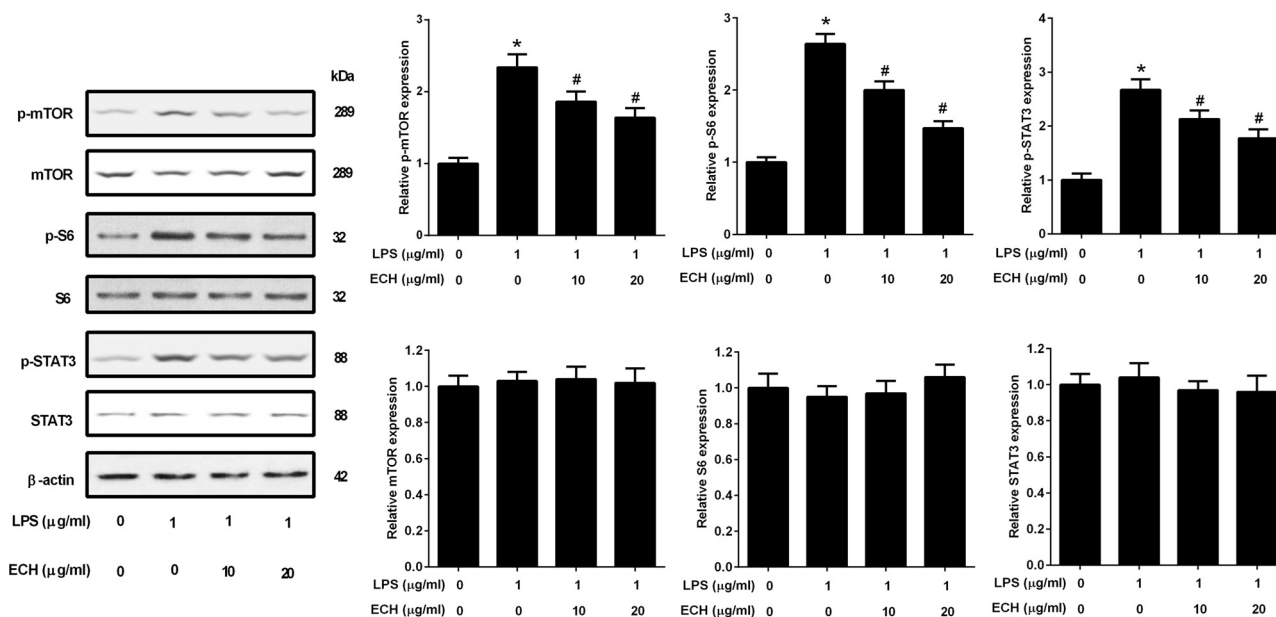 kDa
p-mTOR 289
mTOR 289
p-S6 32
S6 32
p-STAT3 88
STAT3 88
β-actin 42
LPS (μg/ml) 0 1 1 1
ECH (μg/ml) 0 0 10 20
Relative p-mTOR expression
3
2
1
0
*
#
#
LPS (μg/ml) 0 1 1 1
ECH (μg/ml) 0 0 10 20
Relative p-S6 expression
3
2
1
0
*
#
#
LPS (μg/ml) 0 1 1 1
ECH (μg/ml) 0 0 10 20
Relative p-STAT3 expression
4
3
2
1
0
*
#
#
LPS (μg/ml) 0 1 1 1
ECH (μg/ml) 0 0 10 20
Relative mTOR expression
1.2
1.0
0.8
0.6
0.4
0.2
0.0
LPS (μg/ml) 0 1 1 1
ECH (μg/ml) 0 0 10 20
Relative S6 expression
1.2
1.0
0.8
0.6
0.4
0.2
0.0
LPS (μg/ml) 0 1 1 1
ECH (μg/ml) 0 0 10 20
Relative STAT3 expression
1.2
1.0
0.8
0.6
0.4
0.2
0.0
LPS (μg/ml) 0 1 1 1
ECH (μg/ml) 0 0 10 20